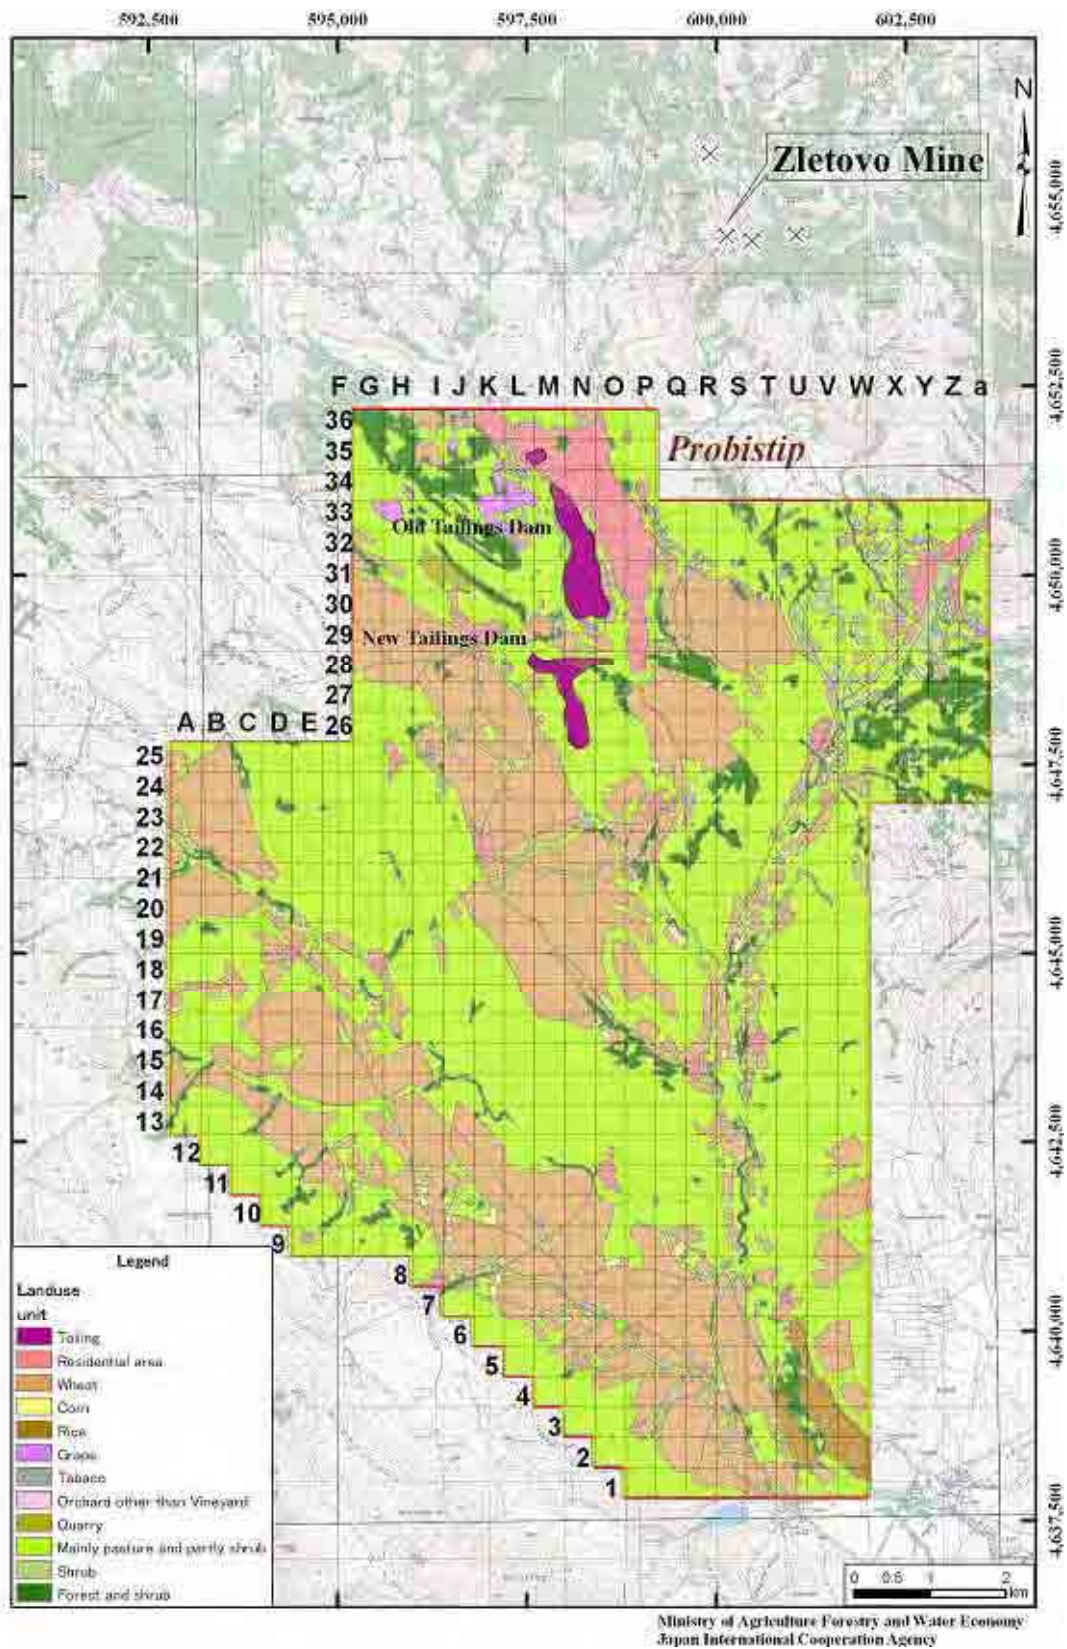 592,500 595,000 597,500 600,000 602,500
N
Zletovo Mine
4,655,000
4,652,500
F G H I J K L M N O P Q R S T U V W X Y Z a
36
Probistip
35
34
33
Old Tailings Dam
32
31
4,650,000
30
29
New Tailings Dam
28
27
26
A B C D E
25
4,647,500
24
23
22
21
20
19
4,645,000
18
17
16
15
14
13
4,642,500
12
11
10
9
8
7
4,640,000
6
5
4
3
2
1
4,637,500
Legend
Landuse
unit
Tailing
Residential area
Wheat
Corn
Rice
Grape
Tabaco
Orchard other than Vineyard
Quarry
Mainly pasture and partly shrub
Shrub
Forest and shrub
0 0.5 1 2
km
Ministry of Agriculture Forestry and Water Economy
Japan International Cooperation Agency